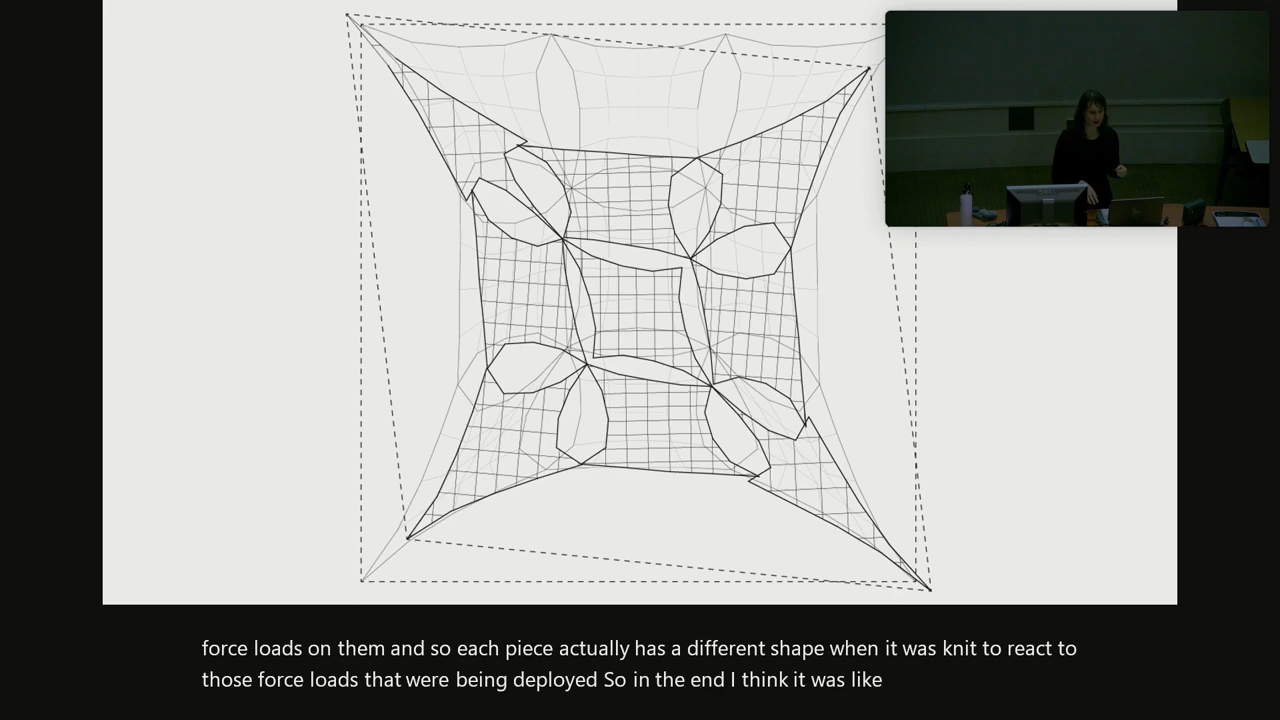 force loads on them and so each piece actually has a different shape when it was knit to react to
those force loads that were being deployed So in the end I think it was like